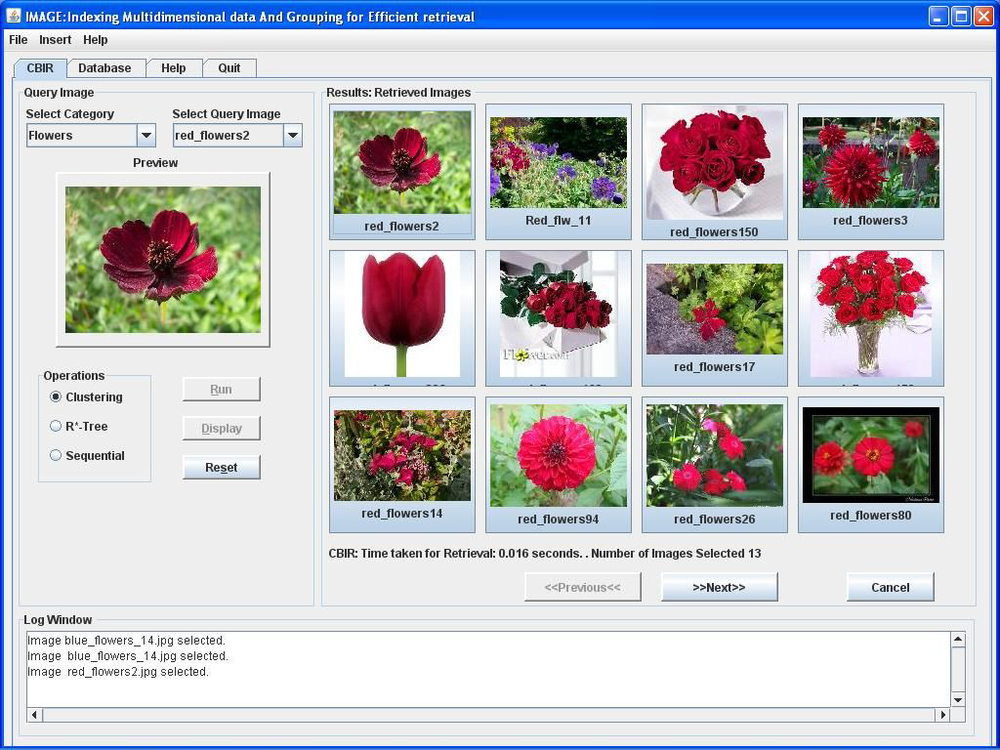 IMAGE:Indexing Multidimensional data And Grouping for Efficient retrieval
File Insert Help
CBIR Database Help Quit
Query Image
Select Category Select Query Image
Flowers red_flowers2
Preview
Operations
Clustering
R*-Tree
Sequential
Run
Display
Reset
Results: Retrieved Images
red_flowers2 Red_flw_11 red_flowers150 red_flowers3
red_flowers17
red_flowers14 red_flowers94 red_flowers26 red_flowers80
CBIR: Time taken for Retrieval: 0.016 seconds. . Number of Images Selected 13
<<Previous<< >>Next>> Cancel
Log Window
Image blue_flowers_14.jpg selected.
Image blue_flowers_14.jpg selected.
Image red_flowers2.jpg selected.